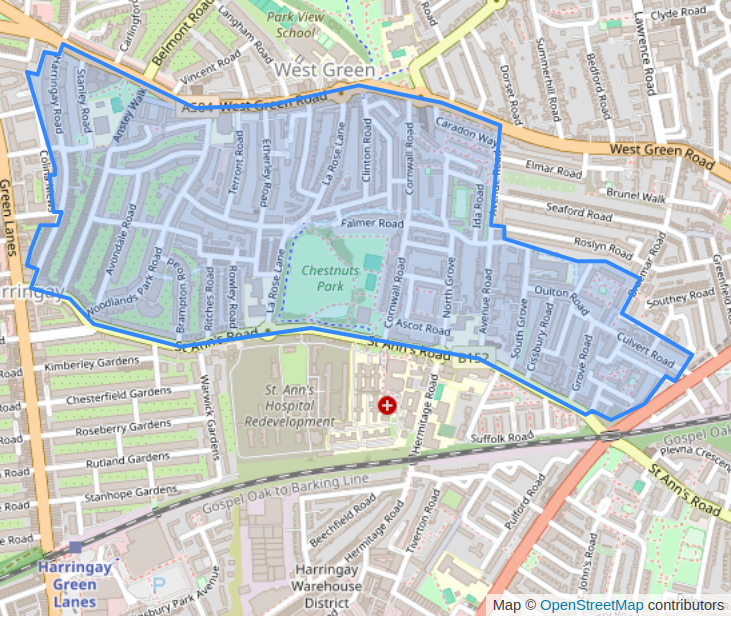 Carlingford
Belmont Road
Langham Road
Park View
School
Vincent Road
West Green
Clyde Road
Lawrence Road
Summerhill Road
Bedford Road
Dorset Road
Harringay Road
Stanley Road
Anstey Walk
A504 West Green Road
Caradon Way
West Green Road
Terront Road
Etherley Road
La Rose Lane
Clinton Road
Cornwall Road
Avenue Road
Elmar Road
Brunel Walk
Colina Mews
Green Lanes
Ida Road
Seaford Road
Roslyn Road
Falmer Road
Avondale Road
Woodlands Park Road
Brampton Road
Ritches Road
Rowley Road
La Rose Lane
Chestnuts
Park
Cornwall Road
North Grove
Avenue Road
Oulton Road
Braemar Road
Greenfield Road
Southey Road
Harringay
Ascot Road
South Grove
Cissbury Road
Grove Road
Culvert Road
St Ann's Road
St Ann's Road B152
Kimberley Gardens
Chesterfield Gardens
Roseberry Gardens
Rutland Gardens
Stanhope Gardens
Warwick Gardens
St. Ann's
Hospital
Redevelopment
Hermitage Road
Suffolk Road
Gospel Oak to Barking Line
Gospel Oak
Plevna Crescent
St Ann's Road
Beechfield Road
Hermitage Road
Tiverton Road
Pulford Road
St John's Road
Harringay
Green
Lanes
P
Harringay
Warehouse
District
Map © OpenStreetMap contributors